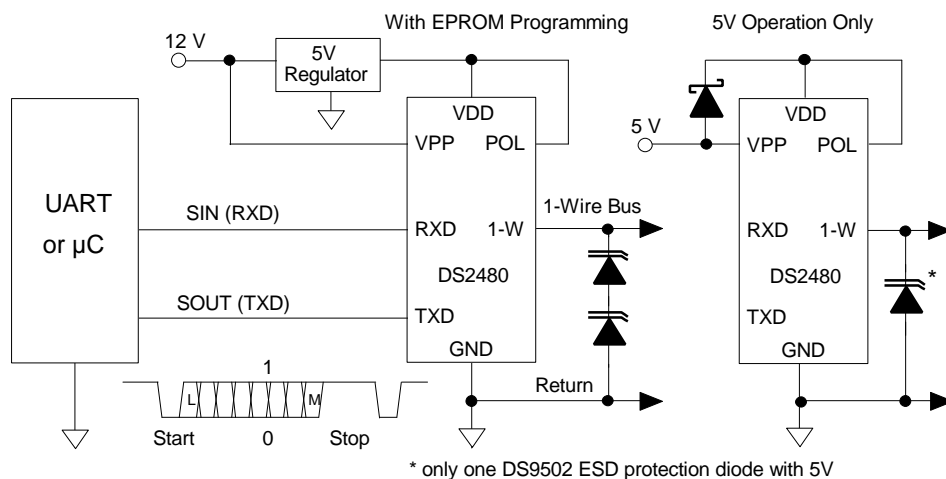 With EPROM Programming
5V Operation Only
12 V
5V
Regulator
VDD
VPP
POL
UART
or µC
SIN (RXD)
RXD
1-W
1-Wire Bus
DS2480
SOUT (TXD)
TXD
GND
Return
1
L
M
Start
0
Stop
5 V
VDD
VPP
POL
RXD
1-W
DS2480
*
TXD
GND
* only one DS9502 ESD protection diode with 5V